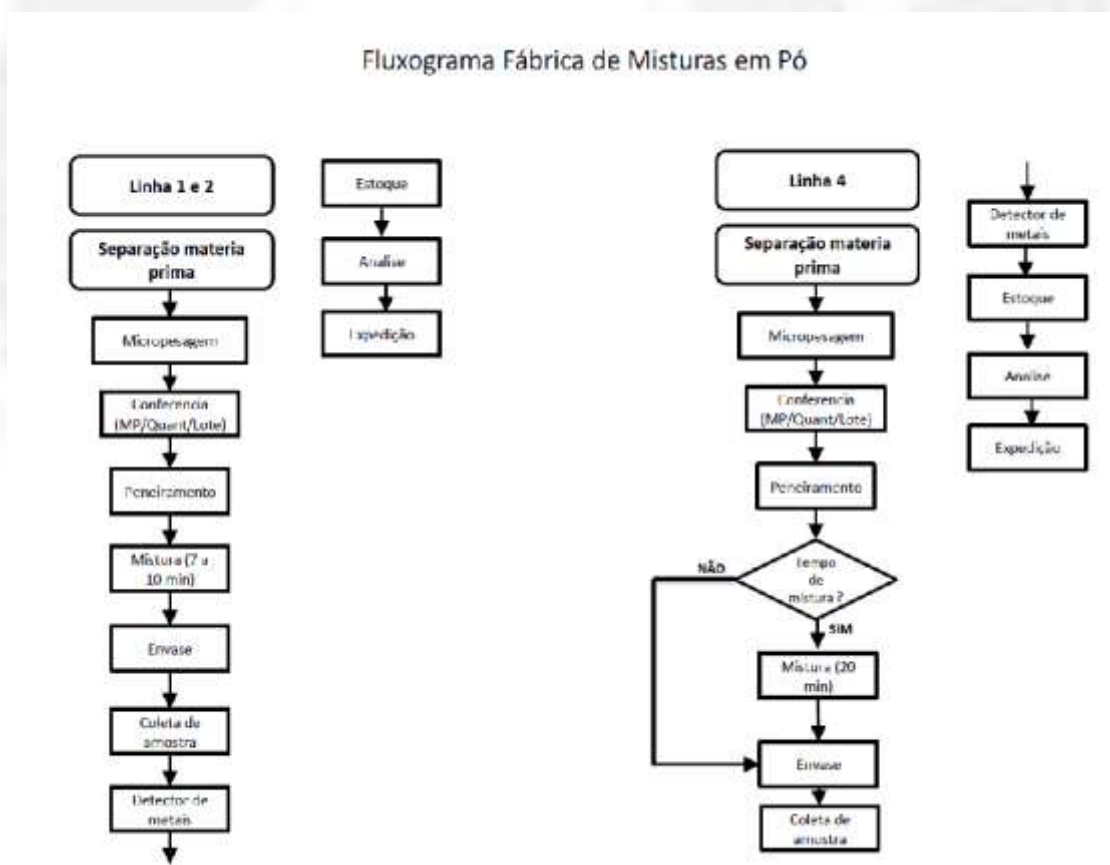 Fluxograma Fábrica de Misturas em Pó
Linha 1 e 2
Separação materia
prima
Micropesagem
Conferencia
(MP/Quant/Lote)
Peneiramento
Mistura (7 a
10 min)
Envase
Coleta de
amostra
Detector de
metais
Estoque
Analise
Expedição
Linha 4
Separação materia
prima
Micropesagem
Conferencia
(MP/Quant/Lote)
Peneiramento
Tempo
de
mistura ?
NÃO
SIM
Mistura (20
min)
Envase
Coleta de
amostra
Detector de
metais
Estoque
Analise
Expedição